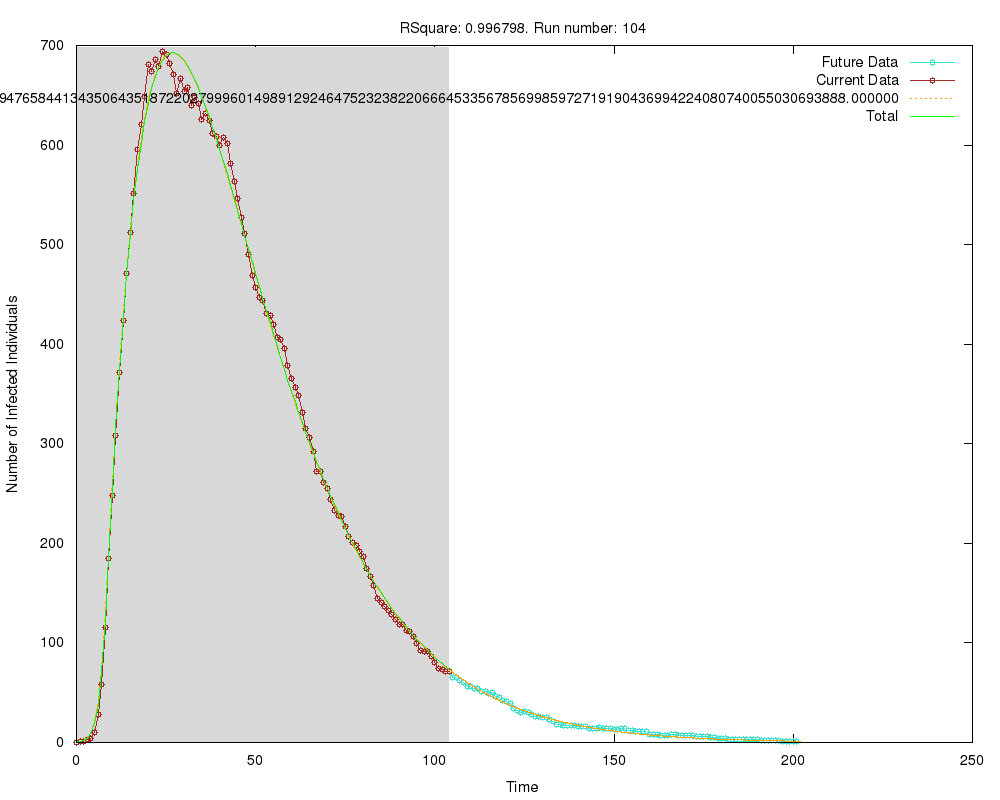 RSquare: 0.996798. Run number: 104
700
600
500
400
300
200
100
0
Number of Infected Individuals
Future Data
Current Data
Total
0 50 100 150 200 250
Time